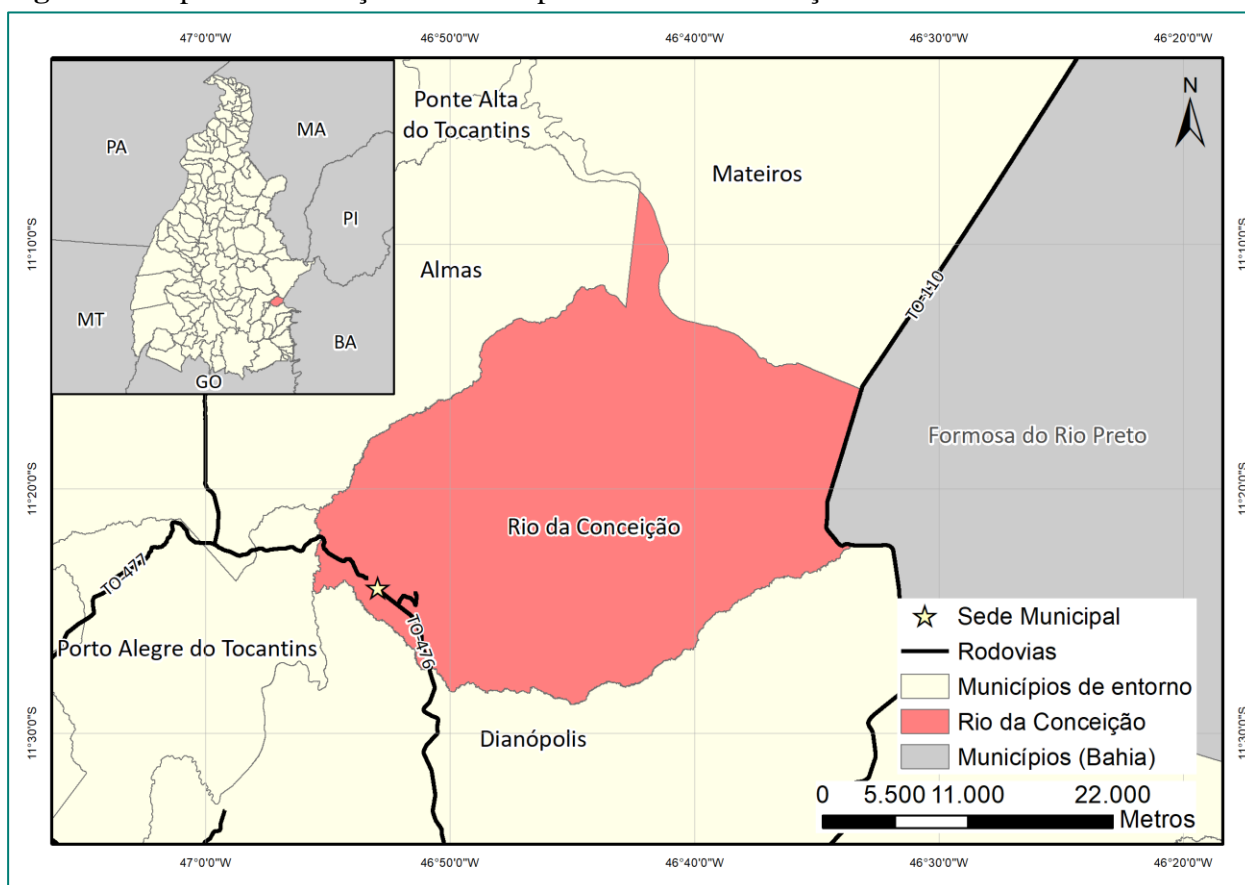 47°0'0"W
46°50'0"W
46°40'0"W
46°30'0"W
46°20'0"W
PA
MA
PI
MT
BA
GO
Ponte Alta
do Tocantins
Mateiros
N
11°10'0"S
11°10'0"S
Almas
TO-110
Formosa do Rio Preto
11°20'0"S
11°20'0"S
Rio da Conceição
TO-477
TO-476
Porto Alegre do Tocantins
Dianópolis
Sede Municipal
Rodovias
Municípios de entorno
Rio da Conceição
Municípios (Bahia)
11°30'0"S
11°30'0"S
0 5.500 11.000 22.000
Metros
47°0'0"W
46°50'0"W
46°40'0"W
46°30'0"W
46°20'0"W